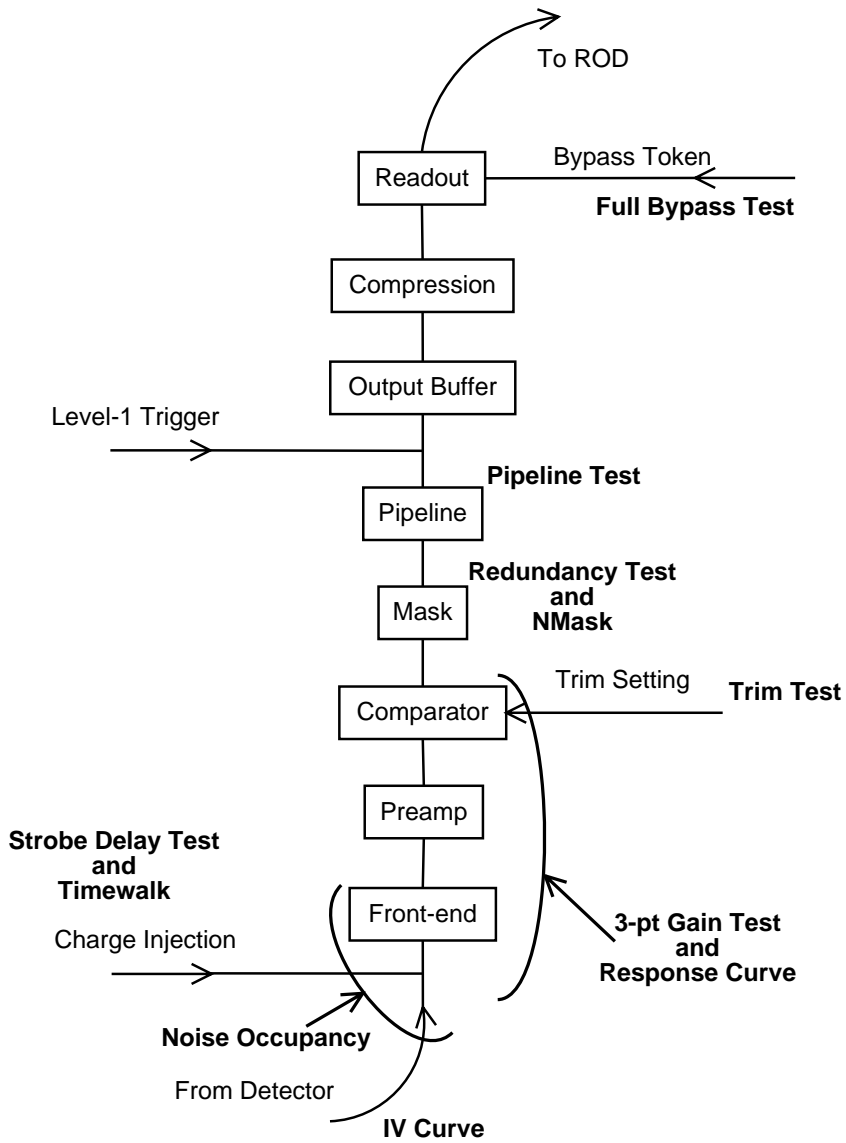 To ROD
Bypass Token
Readout
Full Bypass Test
Compression
Output Buffer
Level-1 Trigger
Pipeline Test
Pipeline
Redundancy Test
and
NMask
Mask
Trim Setting
Trim Test
Comparator
Preamp
Strobe Delay Test
and
Timewalk
Front-end
3-pt Gain Test
and
Response Curve
Charge Injection
Noise Occupancy
From Detector
IV Curve